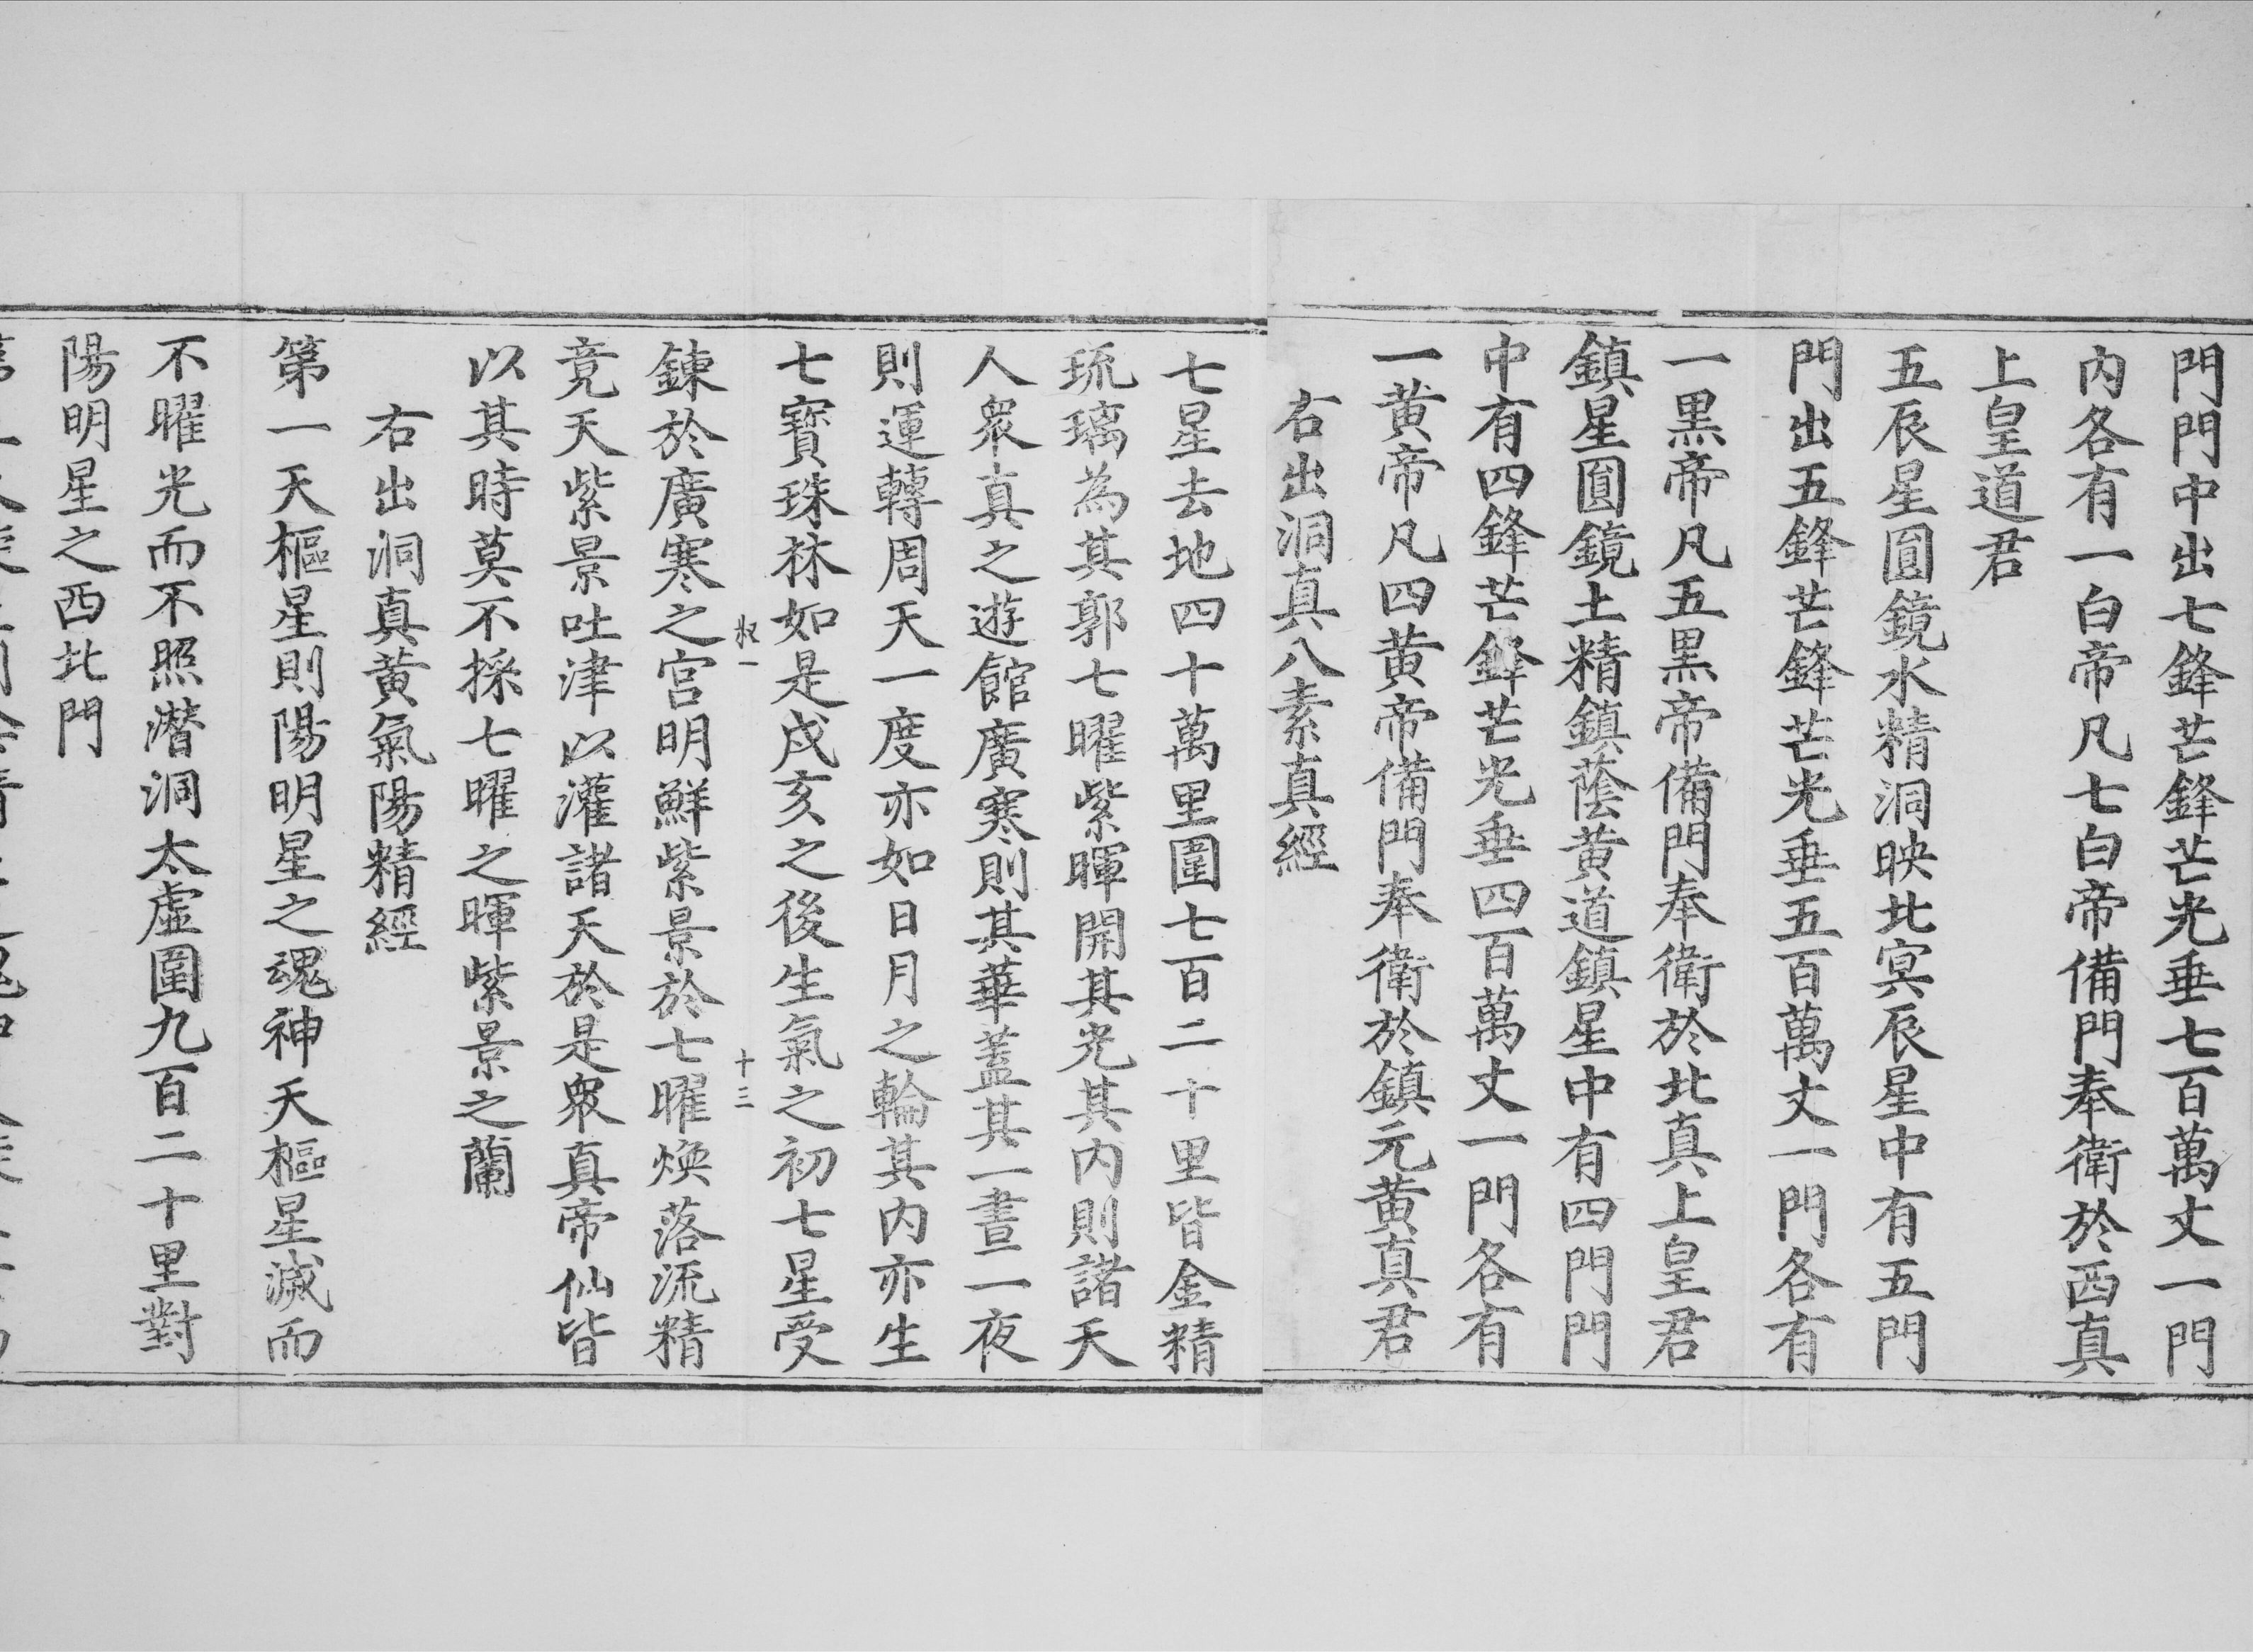 門門中出七鋒芒鋒芒光垂七百萬丈一門
内各有一白帝凡七白帝備門奉衛於西真
上皇道君
五辰星圓鏡水精洞映北㝠辰星中有五門
門出五鋒芒鋒芒光垂五百萬丈一門各有
一黒帝凡五黒帝備門奉衛於北真上皇君
鎮星圓鏡土精鎮蔭黄道鎮星中有四門門
中有四鋒芒鋒芒光垂四百萬丈一門各有
一黄帝凡四黄帝備門奉衛於鎮元黄真君
右出洞真八素真經
七星去地四十萬里圍七百二十里皆金精
琉璃為其郭七曜紫暉開其光其内則諸天
人衆真之遊館廣寒則其華蓋其一晝一夜
則運轉周天一度亦如日月之輪其内亦生
七寳珠林如是戍亥之後生氣之初七星受
𭣣一 十三
鍊於廣寒之宫明鮮紫景於七曜煥落流精
竟天紫景吐津以灌諸天於是衆真帝仙皆
以其時莫不採七曜之暉紫景之蘭
右出洞真黄氣陽精經
第一天樞星則陽明星之魂神天樞星滅而
不曜光而不照潜洞太虚圍九百二十里對
陽明星之西北門